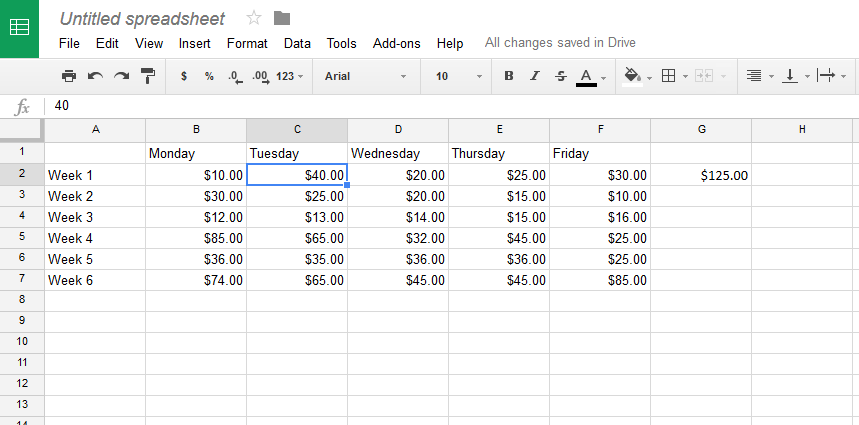 Untitled spreadsheet
File Edit View Insert Format Data Tools Add-ons Help All changes saved in Drive
$ % .0 .00 123 Arial 10 B I S A
fx 40
A B C D E F G H
1 Monday Tuesday Wednesday Thursday Friday
2 Week 1 $10.00 $40.00 $20.00 $25.00 $30.00 $125.00
3 Week 2 $30.00 $25.00 $20.00 $15.00 $10.00
4 Week 3 $12.00 $13.00 $14.00 $15.00 $16.00
5 Week 4 $85.00 $65.00 $32.00 $45.00 $25.00
6 Week 5 $36.00 $35.00 $36.00 $36.00 $25.00
7 Week 6 $74.00 $65.00 $45.00 $45.00 $85.00
8
9
10
11
12
13
14